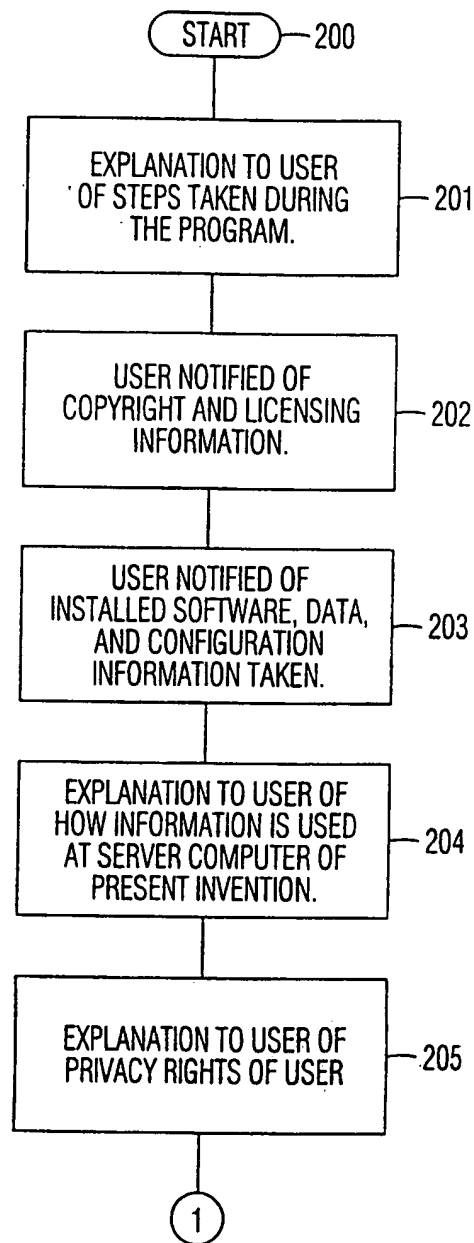 START 200
EXPLANATION TO USER
OF STEPS TAKEN DURING
THE PROGRAM.
201
USER NOTIFIED OF
COPYRIGHT AND LICENSING
INFORMATION.
202
USER NOTIFIED OF
INSTALLED SOFTWARE, DATA,
AND CONFIGURATION
INFORMATION TAKEN.
203
EXPLANATION TO USER OF
HOW INFORMATION IS USED
AT SERVER COMPUTER OF
PRESENT INVENTION.
204
EXPLANATION TO USER OF
PRIVACY RIGHTS OF USER
205
1